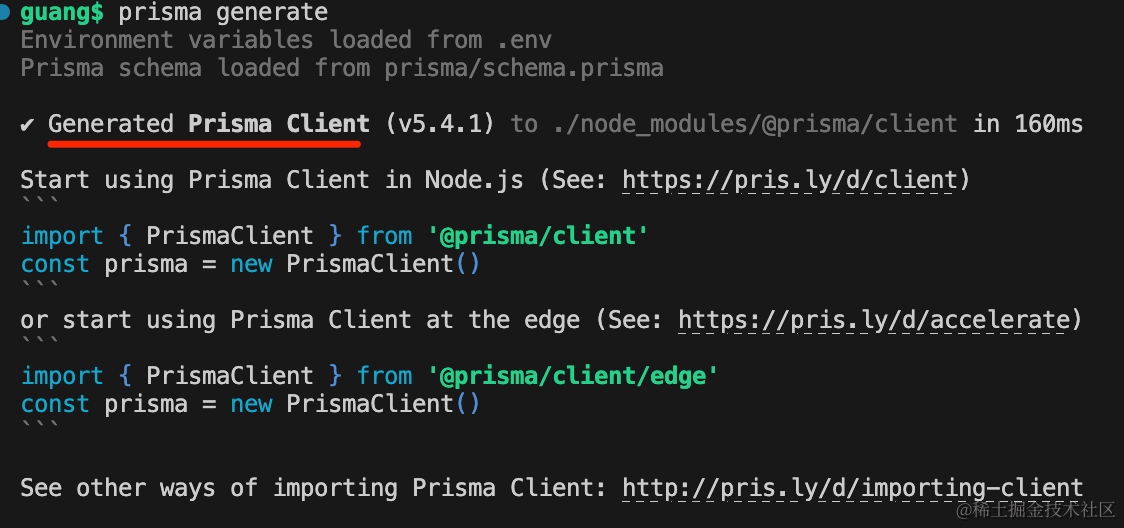 guang$ prisma generate
Environment variables loaded from .env
Prisma schema loaded from prisma/schema.prisma
✔ Generated Prisma Client (v5.4.1) to ./node_modules/@prisma/client in 160ms
Start using Prisma Client in Node.js (See: https://pris.ly/d/client)
```
import { PrismaClient } from '@prisma/client'
const prisma = new PrismaClient()
```
or start using Prisma Client at the edge (See: https://pris.ly/d/accelerate)
```
import { PrismaClient } from '@prisma/client/edge'
const prisma = new PrismaClient()
```
See other ways of importing Prisma Client: http://pris.ly/d/importing-client
@稀土掘金技术社区